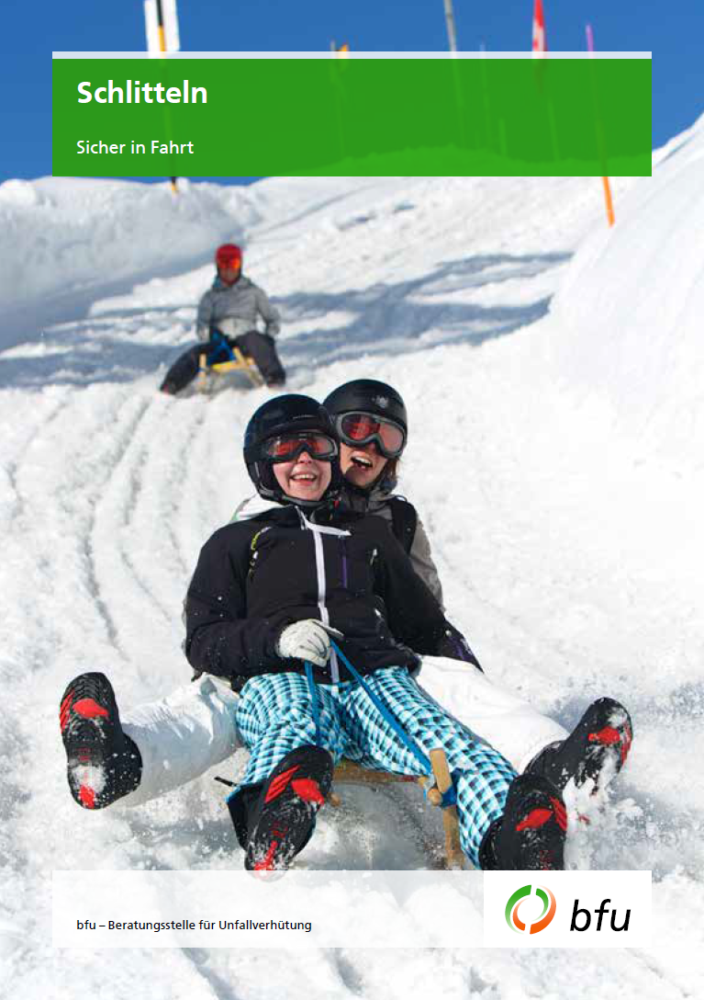 Schlitteln
Sicher in Fahrt
bfu – Beratungsstelle für Unfallverhütung
bfu